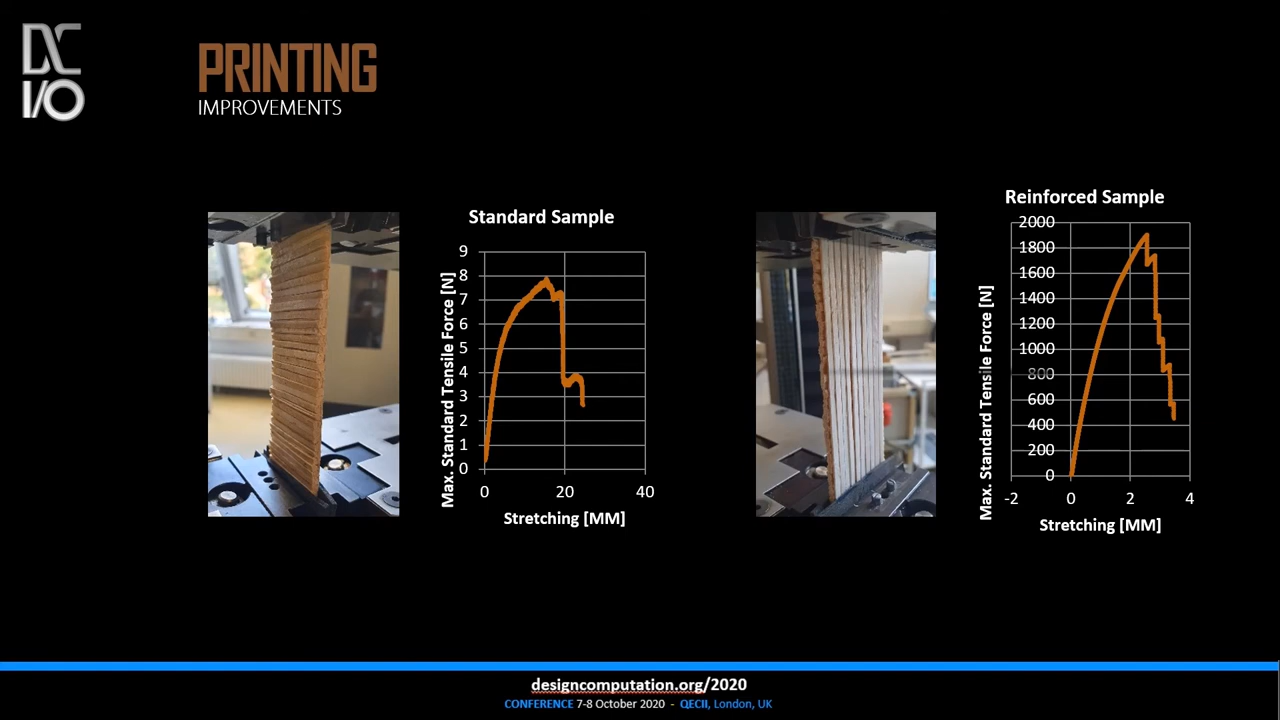 DC
I/O
PRINTING
IMPROVEMENTS
Standard Sample
Max. Standard Tensile Force [N]
9
8
7
6
5
4
3
2
1
0
0 20 40
Stretching [MM]
Reinforced Sample
Max. Standard Tensile Force [N]
2000
1800
1600
1400
1200
1000
800
600
400
200
0
-2 0 2 4
Stretching [MM]
designcomputation.org/2020
CONFERENCE 7-8 October 2020 - QECII, London, UK